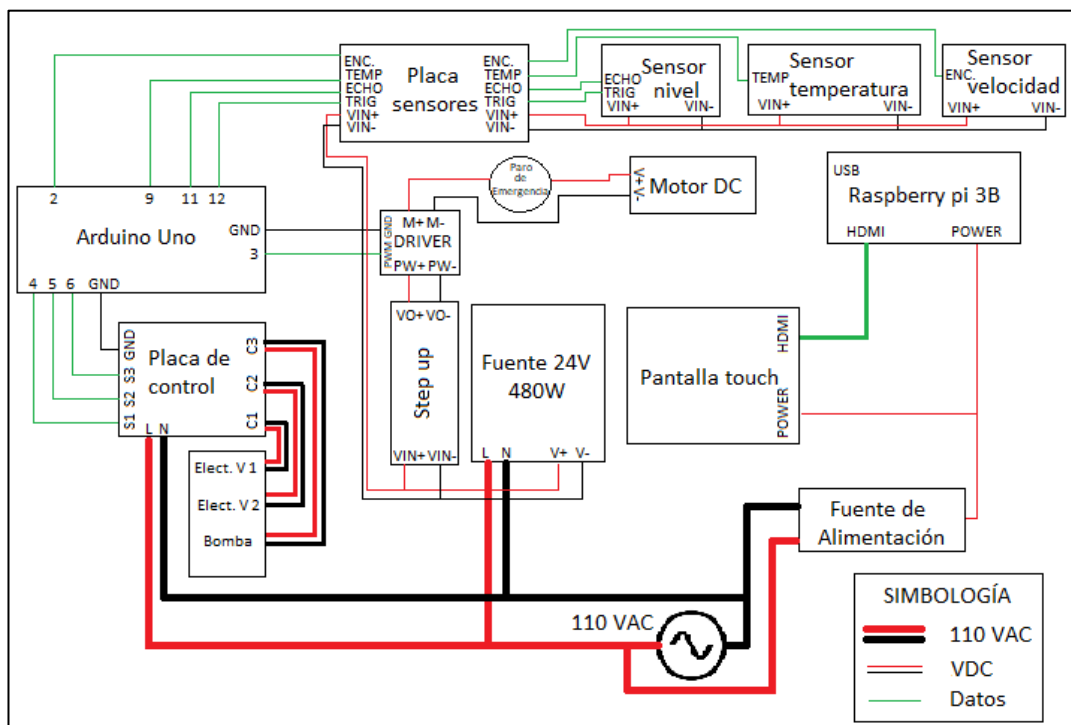 ENC.
TEMP
ECHO
TRIG
VIN+
VIN-
Placa
sensores
ENC.
TEMP
ECHO
TRIG
VIN+
VIN-
Sensor
nivel
ECHO
TRIG
VIN+ VIN-
Sensor
temperatura
TEMP
VIN+ VIN-
Sensor
velocidad
ENC.
VIN+ VIN-
Paro
de
Emergencia
V+
V-
Motor DC
USB
Raspberry pi 3B
HDMI POWER
2 9 11 12
Arduino Uno
GND
3
4 5 6 GND
M+ M-
GND
PWM
DRIVER
PW+ PW-
VO+ VO-
Step up
VIN+ VIN-
Fuente 24V
480W
L N V+ V-
HDMI
Pantalla touch
POWER
GND
S3
S2
S1
Placa de
control
C3
C2
C1
L N
Elect. V 1
Elect. V 2
Bomba
Fuente de
Alimentación
110 VAC
SIMBOLOGÍA
110 VAC
VDC
Datos